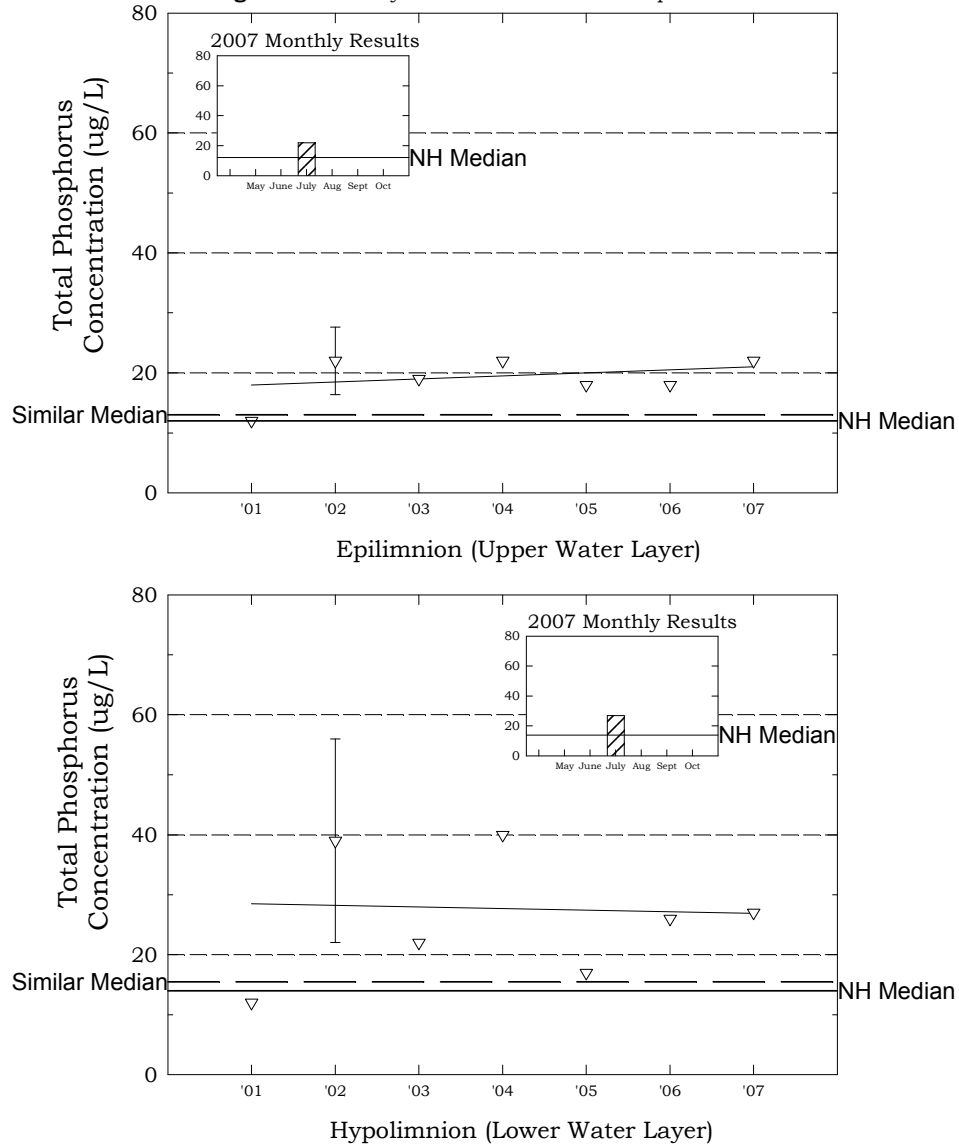 2007 Monthly Results
80
60
40
20
0
May June July Aug Sept Oct
NH Median
Total Phosphorus
Concentration (ug/L)
80
60
40
20
0
Similar Median
NH Median
'01 '02 '03 '04 '05 '06 '07
Epilimnion (Upper Water Layer)
2007 Monthly Results
80
60
40
20
0
May June July Aug Sept Oct
NH Median
Total Phosphorus
Concentration (ug/L)
80
60
40
20
0
Similar Median
NH Median
'01 '02 '03 '04 '05 '06 '07
Hypolimnion (Lower Water Layer)